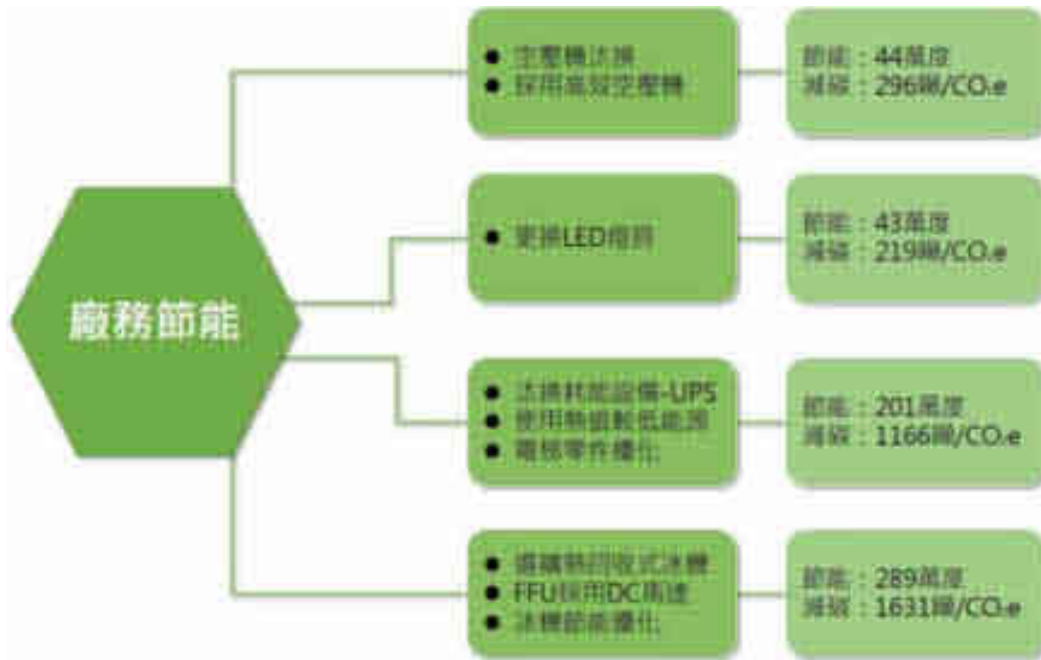 廠務節能
● 空壓機汰換
● 採用高效空壓機
節能：44萬度
減碳：296噸/CO₂e
● 更換LED燈具
節能：43萬度
減碳：219噸/CO₂e
● 汰換耗能設備-UPS
● 使用熱值較低能源
● 電梯零件優化
節能：201萬度
減碳：1166噸/CO₂e
● 熱回收式冰機
● FFU採用DC馬達
● 冰機節能優化
節能：289萬度
減碳：1631噸/CO₂e